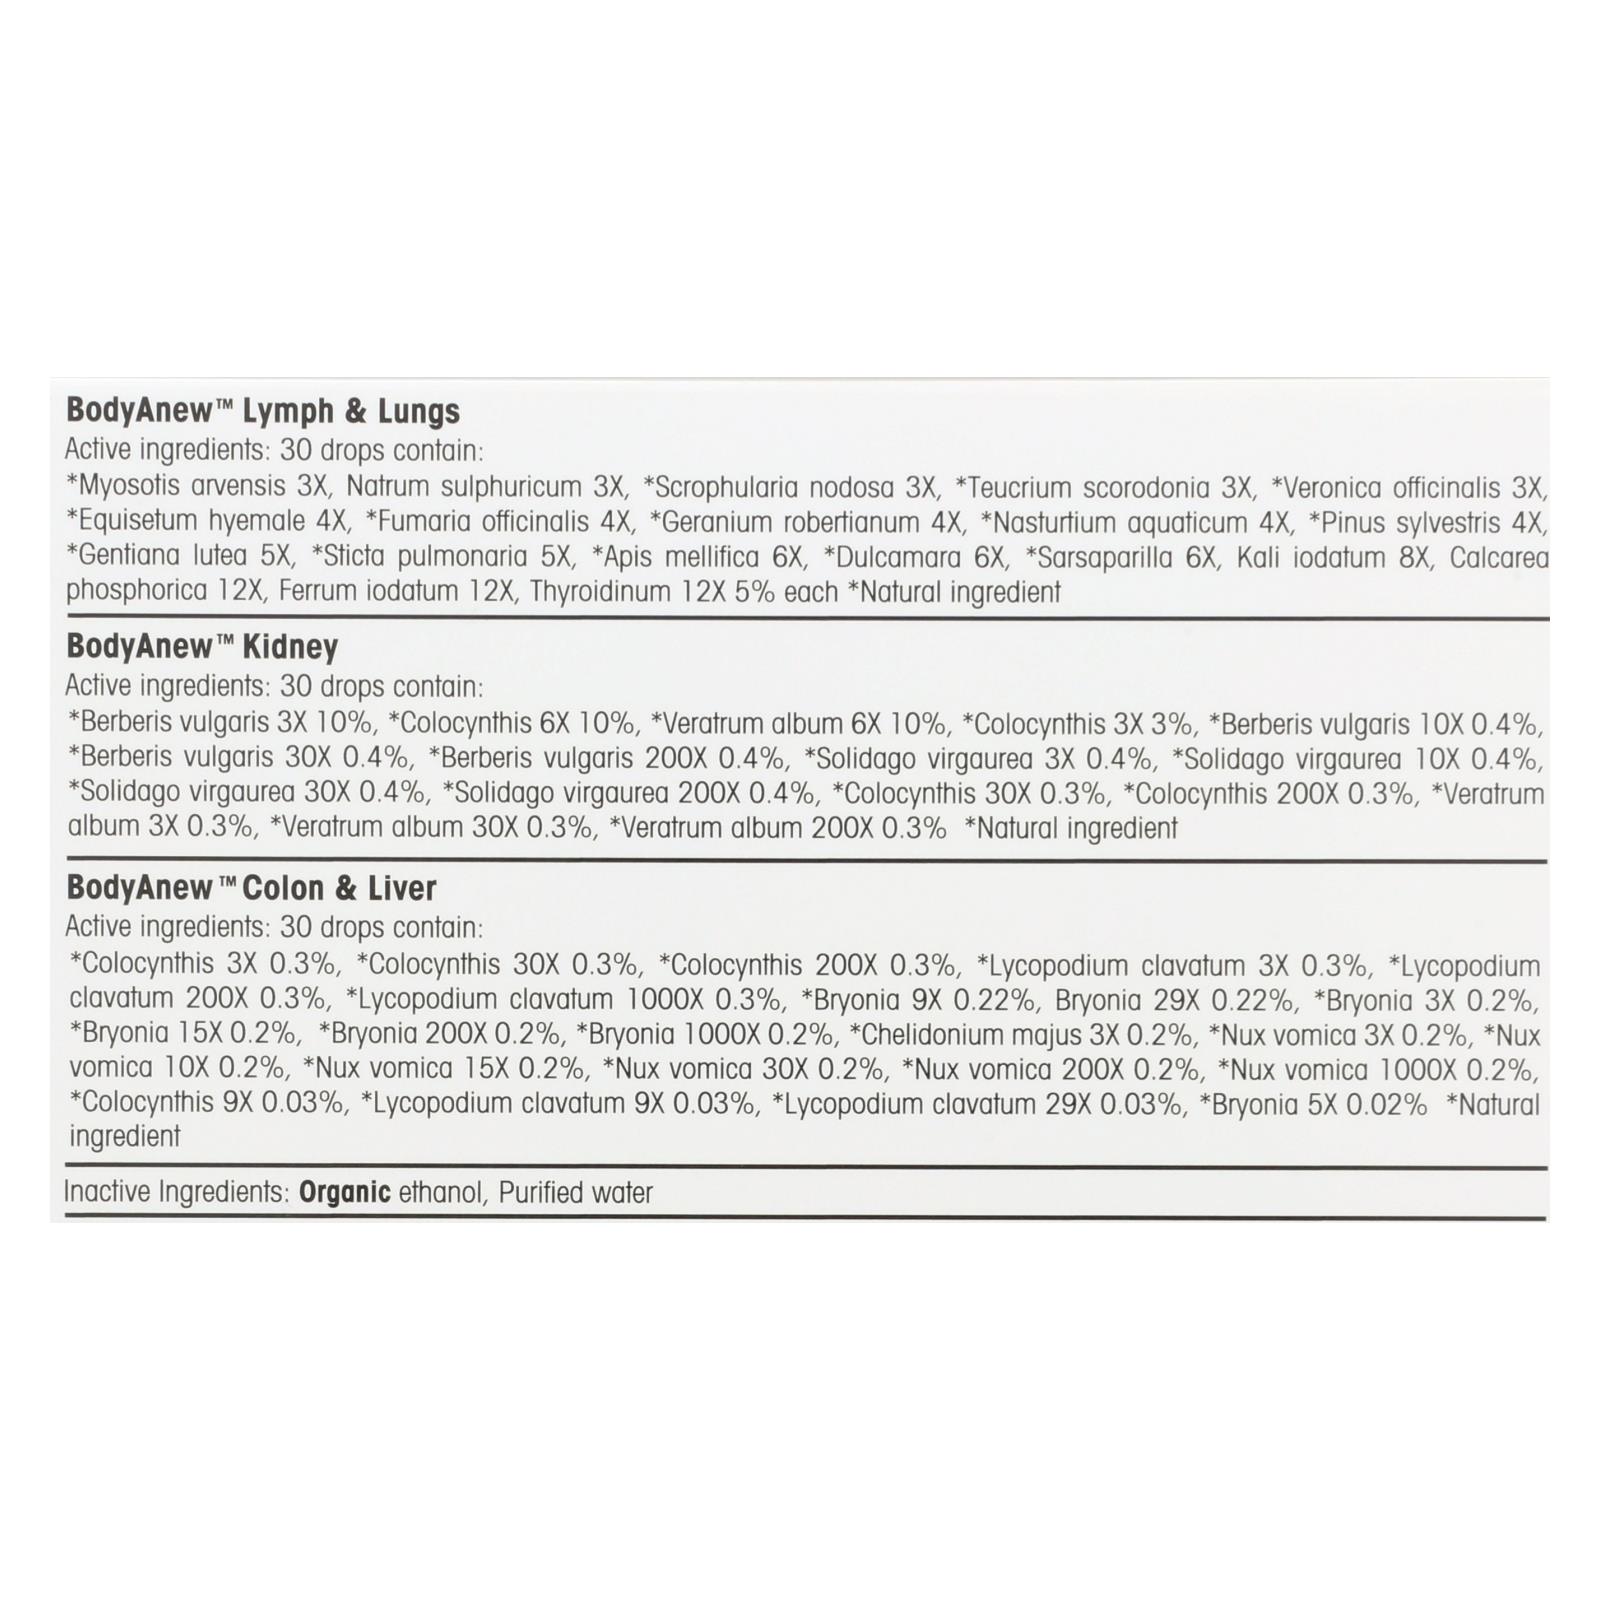 BodyAnew™ Lymph & Lungs
Active ingredients: 30 drops contain:
*Myosotis arvensis 3X, Natrum sulphuricum 3X, *Scrophularia nodosa 3X, *Teucrium scorodonia 3X, *Veronica officinalis 3X,
*Equisetum hyemale 4X, *Fumaria officinalis 4X, *Geranium robertianum 4X, *Nasturtium aquaticum 4X, *Pinus sylvestris 4X,
*Gentiana lutea 5X, *Sticta pulmonaria 5X, *Apis mellifica 6X, *Dulcamara 6X, *Sarsaparilla 6X, Kali iodatum 8X, Calcarea
phosphorica 12X, Ferrum iodatum 12X, Thyroidinum 12X 5% each *Natural ingredient
BodyAnew™ Kidney
Active ingredients: 30 drops contain:
*Berberis vulgaris 3X 10%, *Colocynthis 6X 10%, *Veratrum album 6X 10%, *Colocynthis 3X 3%, *Berberis vulgaris 10X 0.4%,
*Berberis vulgaris 30X 0.4%, *Berberis vulgaris 200X 0.4%, *Solidago virgaurea 3X 0.4%, *Solidago virgaurea 10X 0.4%,
*Solidago virgaurea 30X 0.4%, *Solidago virgaurea 200X 0.4%, *Colocynthis 30X 0.3%, *Colocynthis 200X 0.3%, *Veratrum
album 3X 0.3%, *Veratrum album 30X 0.3%, *Veratrum album 200X 0.3% *Natural ingredient
BodyAnew™ Colon & Liver
Active ingredients: 30 drops contain:
*Colocynthis 3X 0.3%, *Colocynthis 30X 0.3%, *Colocynthis 200X 0.3%, *Lycopodium clavatum 3X 0.3%, *Lycopodium
clavatum 200X 0.3%, *Lycopodium clavatum 1000X 0.3%, *Bryonia 9X 0.22%, Bryonia 29X 0.22%, *Bryonia 3X 0.2%,
*Bryonia 15X 0.2%, *Bryonia 200X 0.2%, *Bryonia 1000X 0.2%, *Chelidonium majus 3X 0.2%, *Nux vomica 3X 0.2%, *Nux
vomica 10X 0.2%, *Nux vomica 15X 0.2%, *Nux vomica 30X 0.2%, *Nux vomica 200X 0.2%, *Nux vomica 1000X 0.2%,
*Colocynthis 9X 0.03%, *Lycopodium clavatum 9X 0.03%, *Lycopodium clavatum 29X 0.03%, *Bryonia 5X 0.02% *Natural
ingredient
Inactive Ingredients: Organic ethanol, Purified water